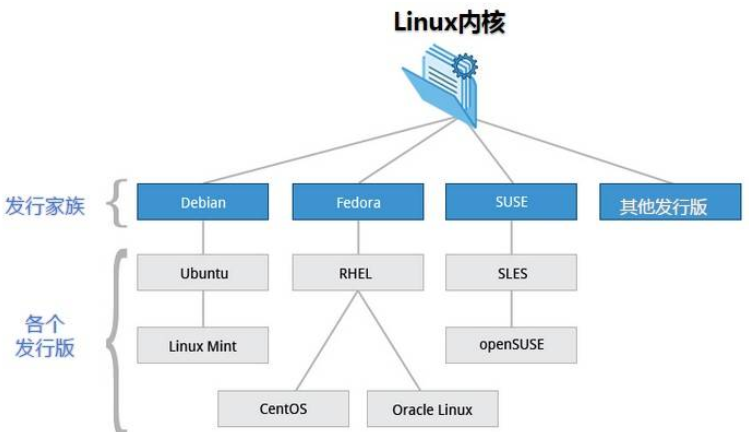 Linux内核
发行家族
Debian
Fedora
SUSE
其他发行版
各个
发行版
Ubuntu
RHEL
SLES
Linux Mint
openSUSE
CentOS
Oracle Linux